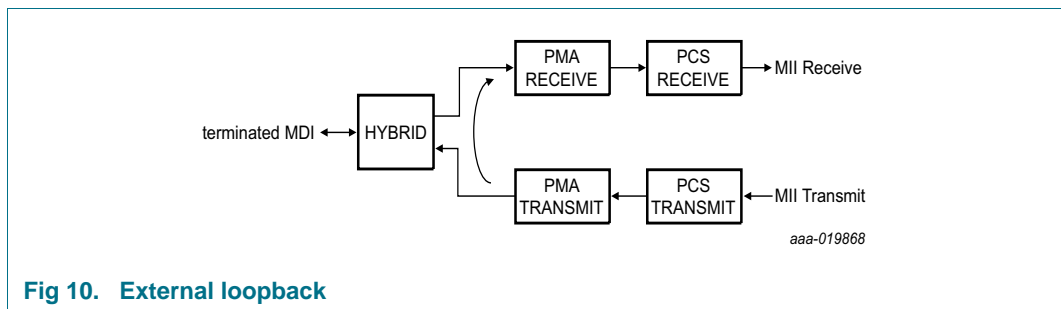 PMA
RECEIVE
PCS
RECEIVE
MII Receive
terminated MDI
HYBRID
PMA
TRANSMIT
PCS
TRANSMIT
MII Transmit
aaa-019868
Fig 10. External loopback